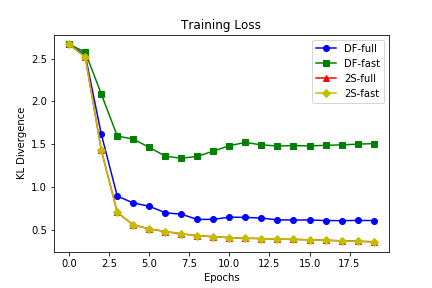 Training Loss
DF-full
DF-fast
2S-full
2S-fast
KL Divergence
2.5
2.0
1.5
1.0
0.5
0.0 2.5 5.0 7.5 10.0 12.5 15.0 17.5
Epochs